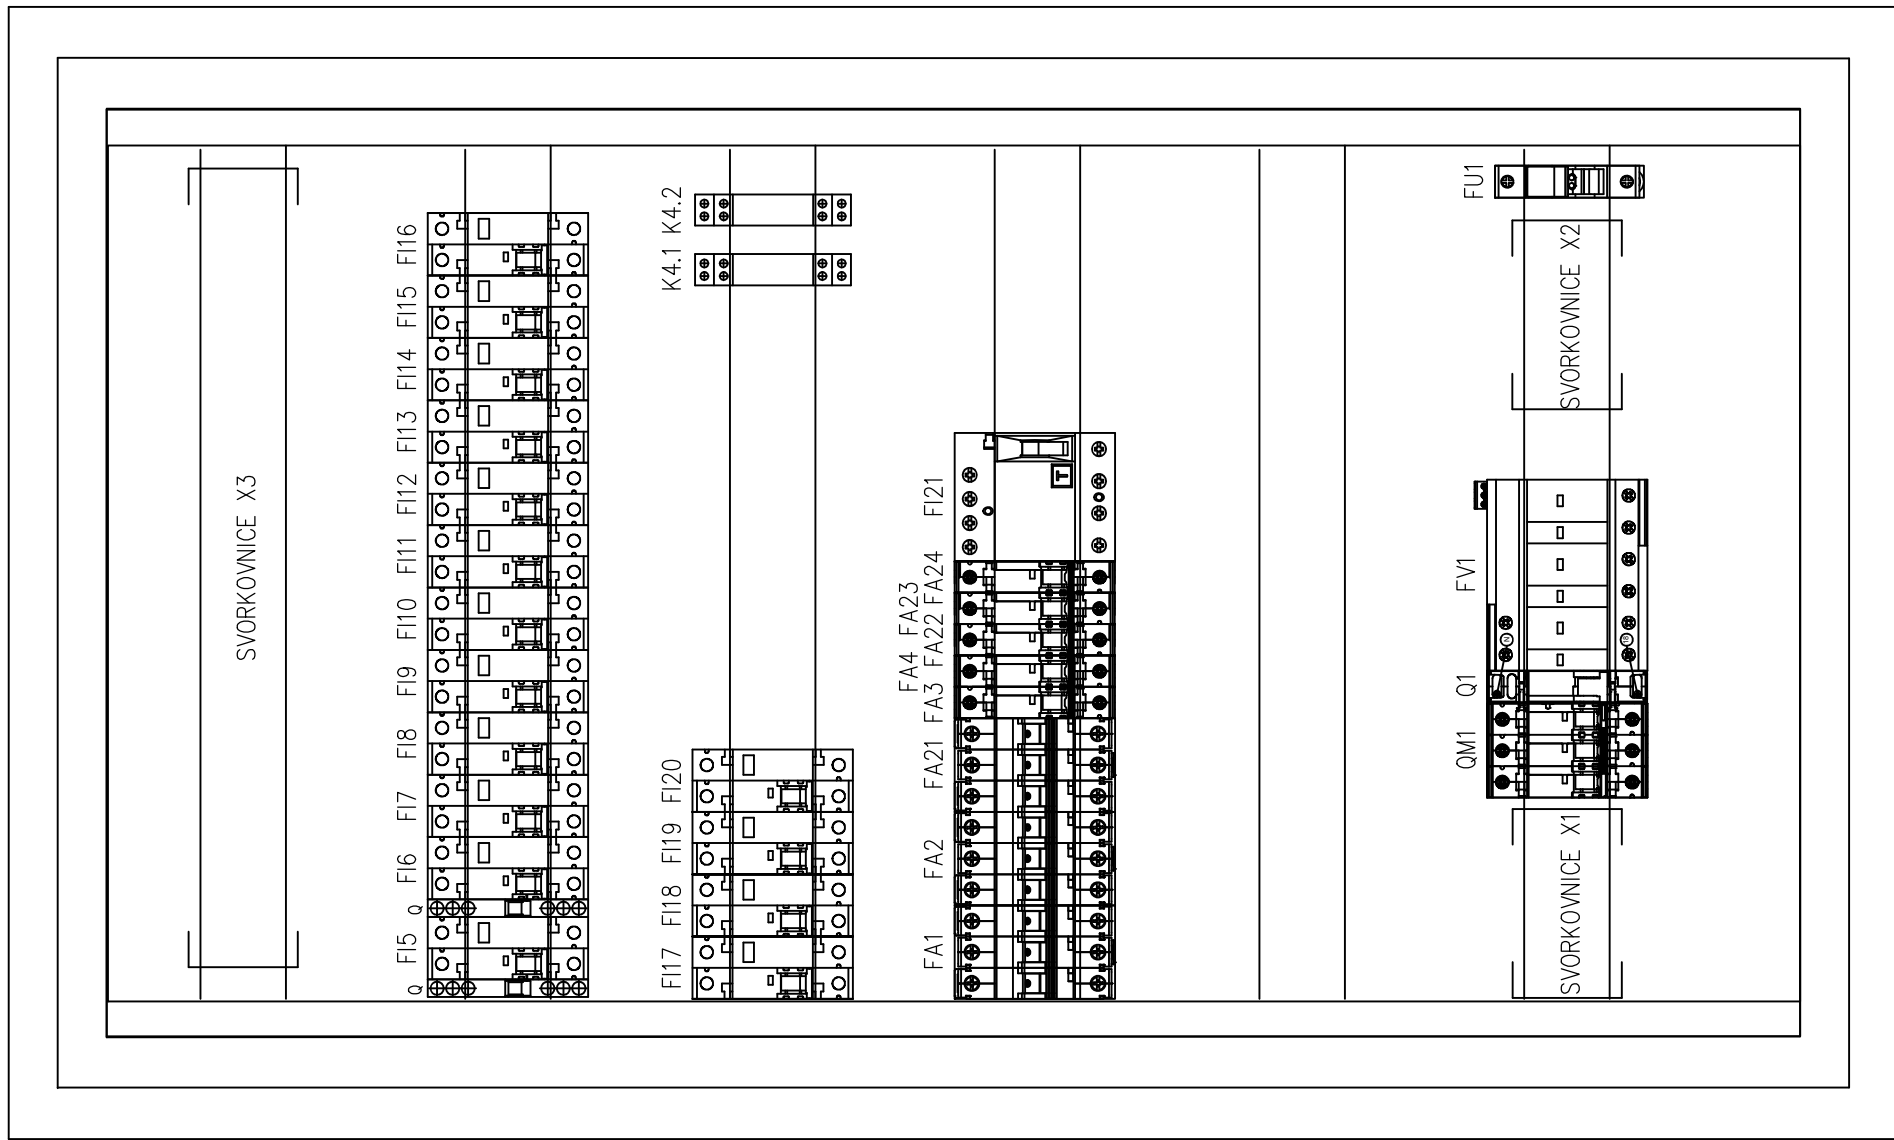 SVORKOVNICE X3
Q FI5 Q FI6 FI7 FI8 FI9 FI10 FI11 FI12 FI13 FI14 FI15 FI16
FI17 FI18 FI19 FI20 K4.1 K4.2
FA4 FA23
FA1 FA2 FA21 FA3 FA22 FA24 FI21
T
QM1 Q1 FV1 FU1
N
SVORKOVNICE X1
SVORKOVNICE X2